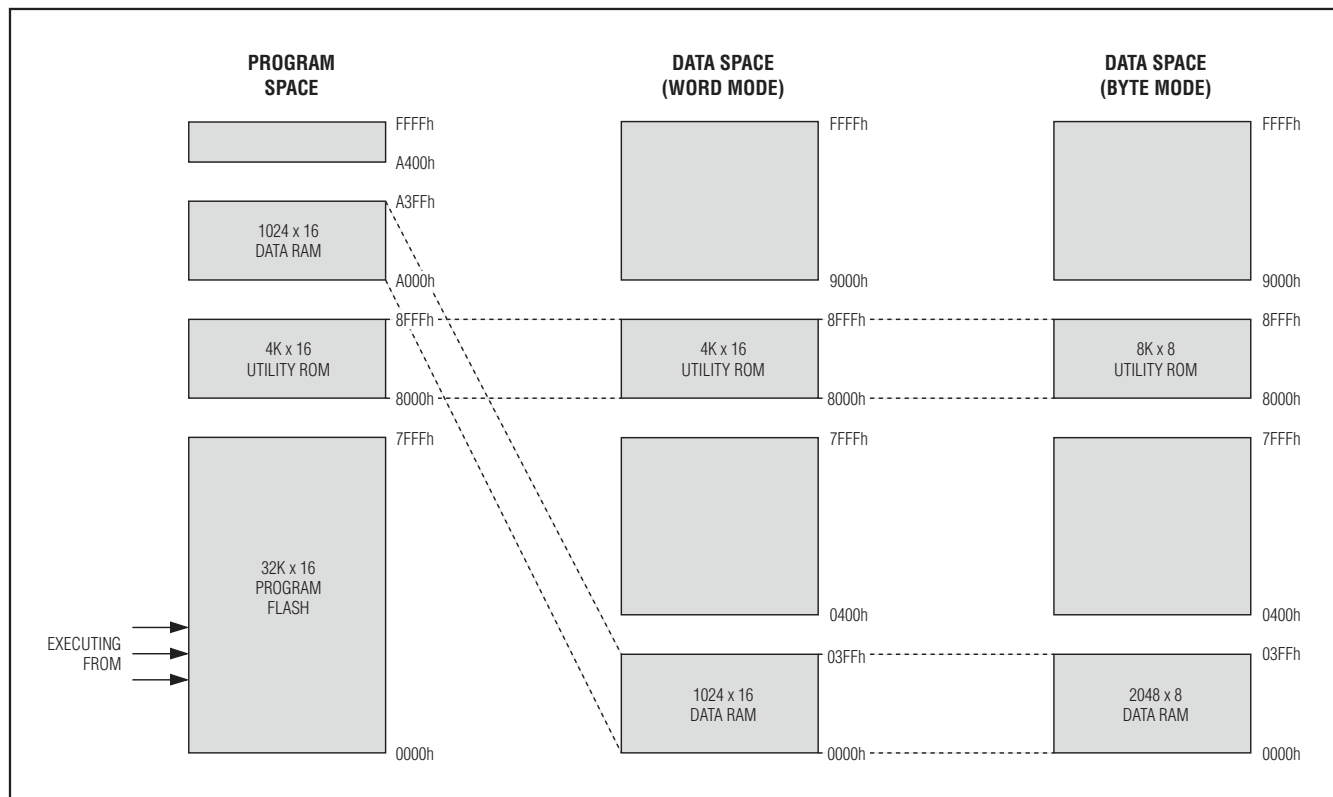 PROGRAM
SPACE
FFFFh
A400h
A3FFh
1024 x 16
DATA RAM
A000h
8FFFh
4K x 16
UTILITY ROM
8000h
7FFFh
32K x 16
PROGRAM
FLASH
EXECUTING
FROM
0000h
DATA SPACE
(WORD MODE)
FFFFh
9000h
8FFFh
4K x 16
UTILITY ROM
8000h
7FFFh
0400h
03FFh
1024 x 16
DATA RAM
0000h
DATA SPACE
(BYTE MODE)
FFFFh
9000h
8FFFh
8K x 8
UTILITY ROM
8000h
7FFFh
0400h
03FFh
2048 x 8
DATA RAM
0000h